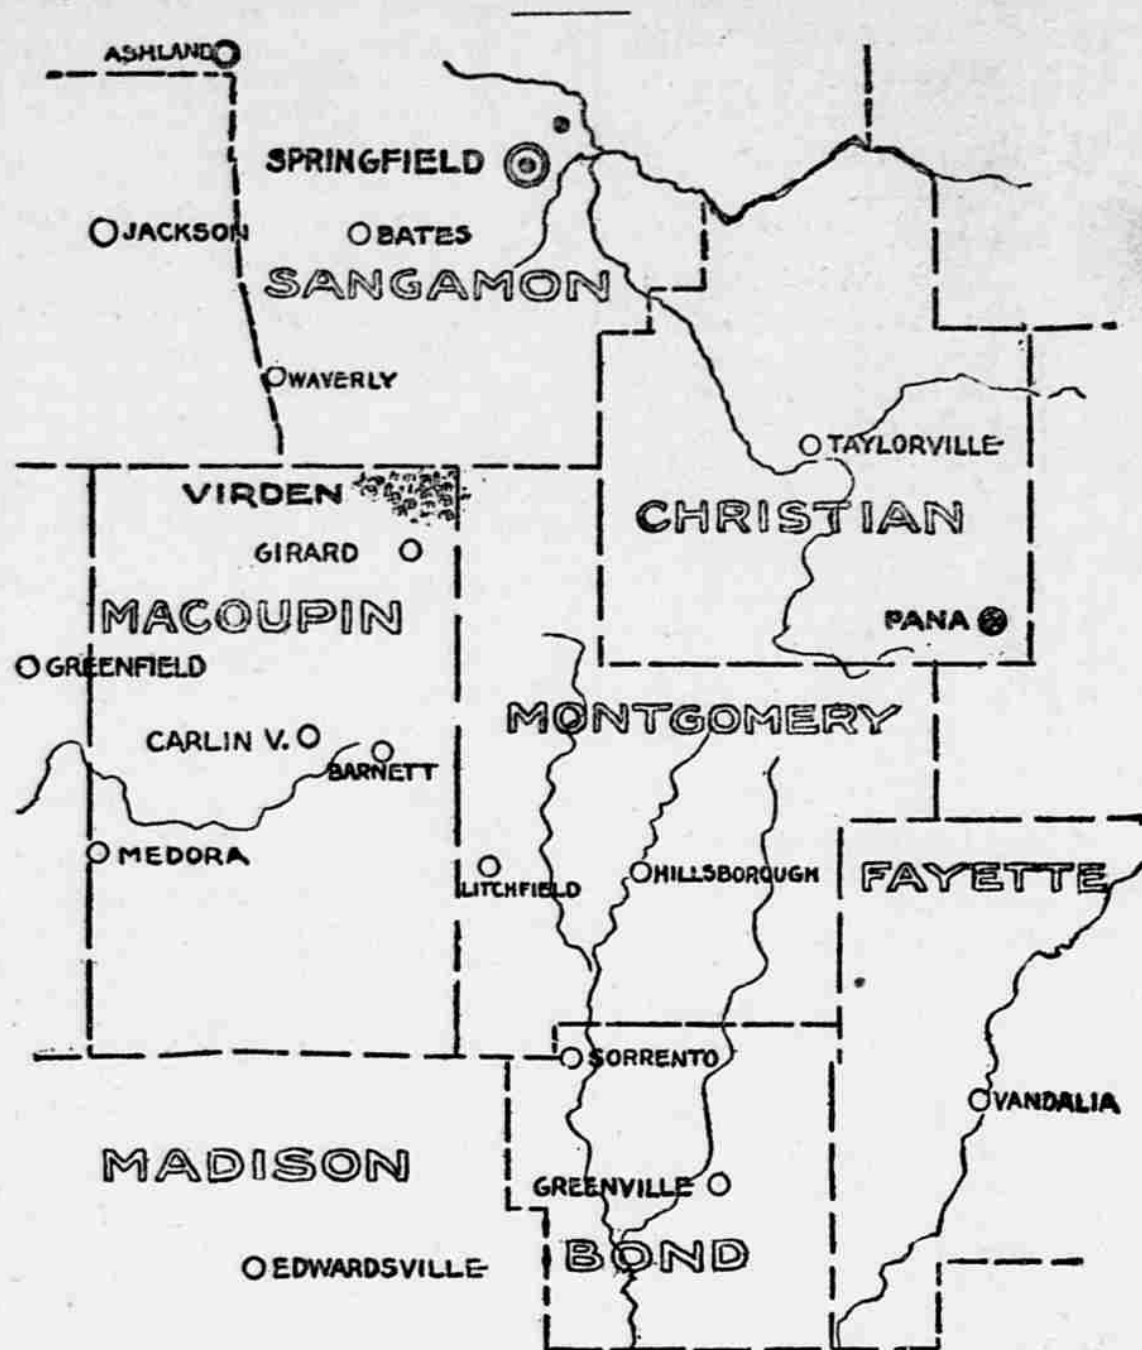 ASHLAND
SPRINGFIELD
JACKSON
BATES
SANGAMON
WAVERLY
TAYLORVILLE
VIRDEN
CHRISTIAN
GIRARD
MACOUPIN
PANA
GREENFIELD
MONTGOMERY
CARLIN V.
BARNETT
MEDORA
LITCHFIELD
HILLSBOROUGH
FAYETTE
SORRENTO
VANDALIA
MADISON
GREENVILLE
BOND
EDWARDSVILLE